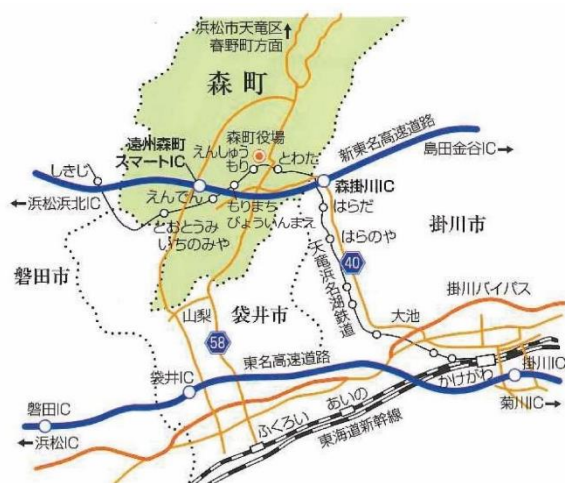 浜松市天竜区
春野町方面
森町
遠州森町
スマートIC
森町役場
えんしゅう
もり
とわた
新東名高速道路
島田金谷IC
しきじ
浜松浜北IC
えんでん
とおとうみ
いちのみや
もりまち
びょういんまえ
森掛川IC
はらだ
はらのや
掛川市
磐田市
天竜浜名湖鉄道
40
掛川バイパス
山梨
袋井市
58
大池
東名高速道路
袋井IC
かけがわ
掛川IC
磐田IC
浜松IC
あいの
ふくろい
東海道新幹線
菊川IC